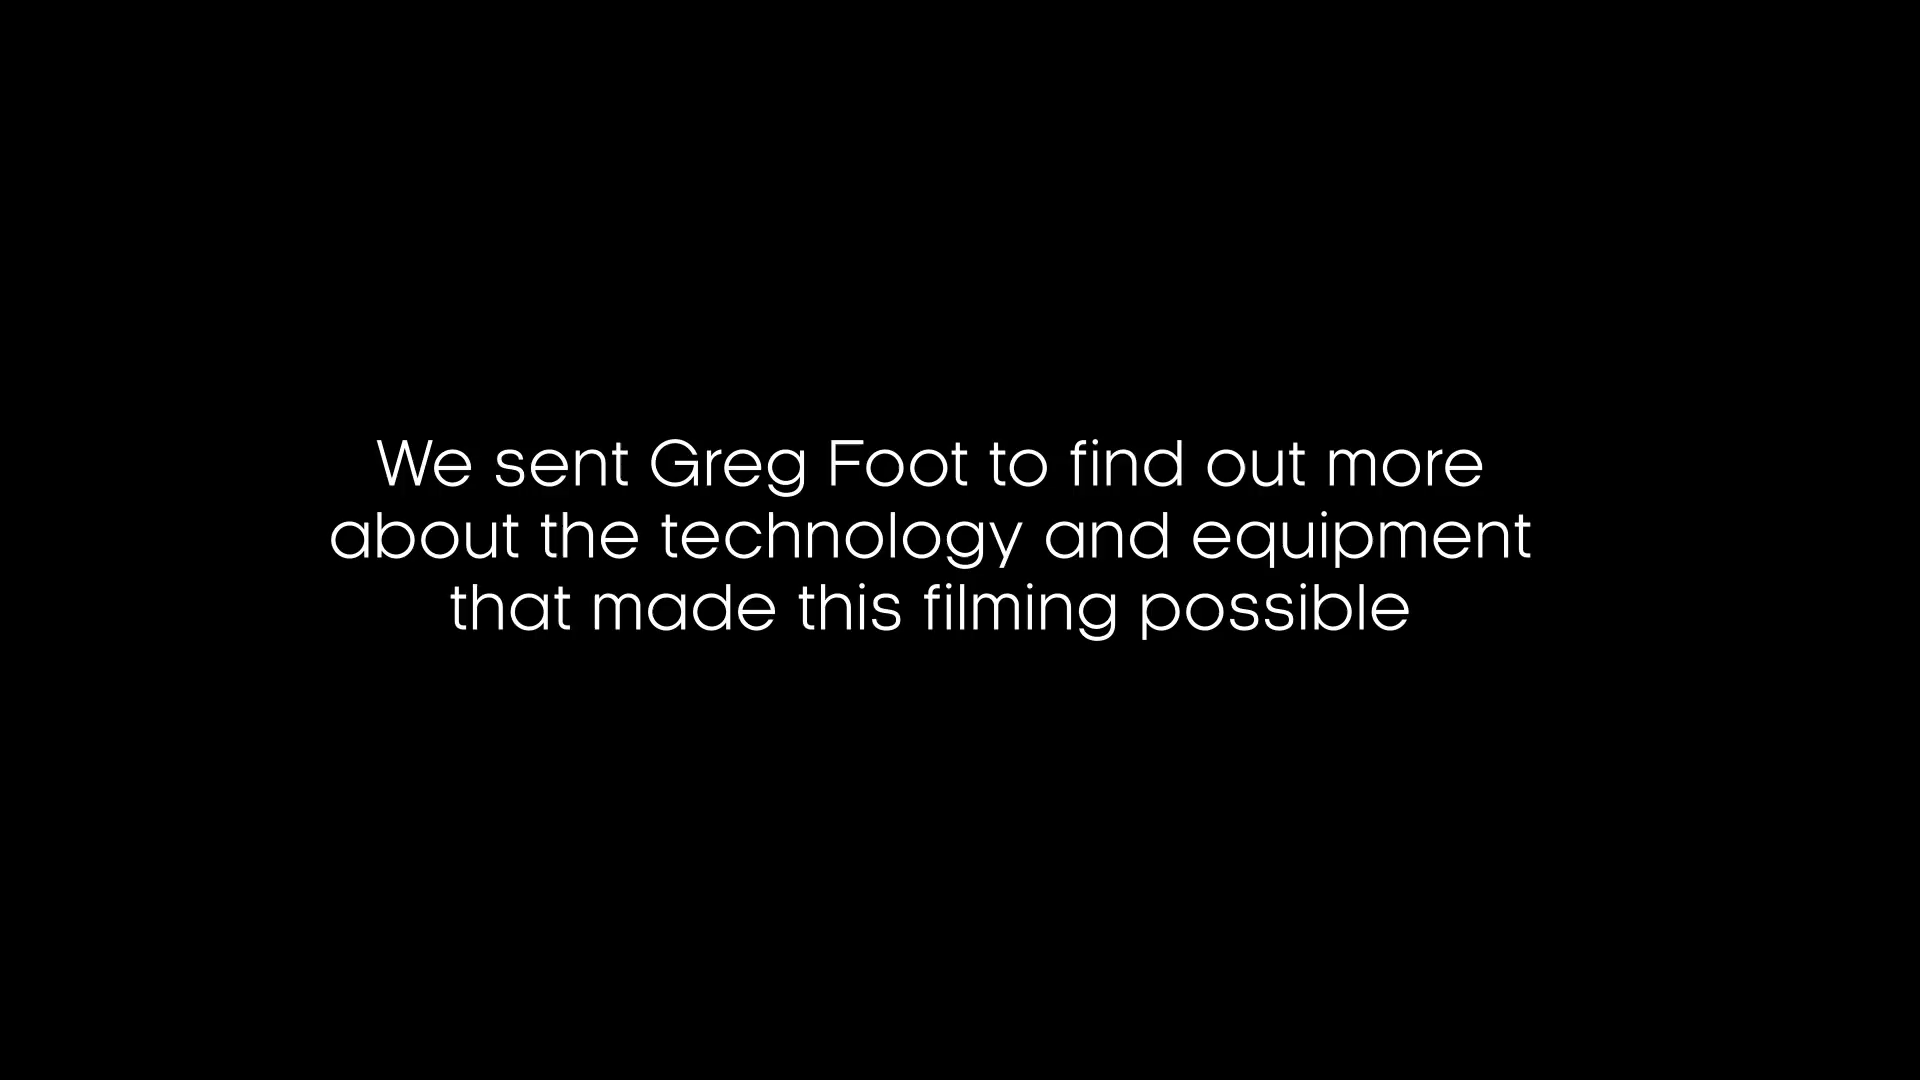 We sent Greg Foot to find out more
about the technology and equipment
that made this filming possible